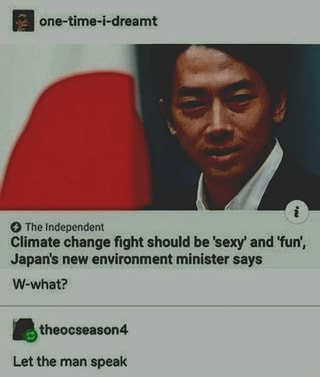 one-time-i-dreamt
The Independent
Climate change fight should be 'sexy' and 'fun',
Japan's new environment minister says
W-what?
theocseason4
Let the man speak